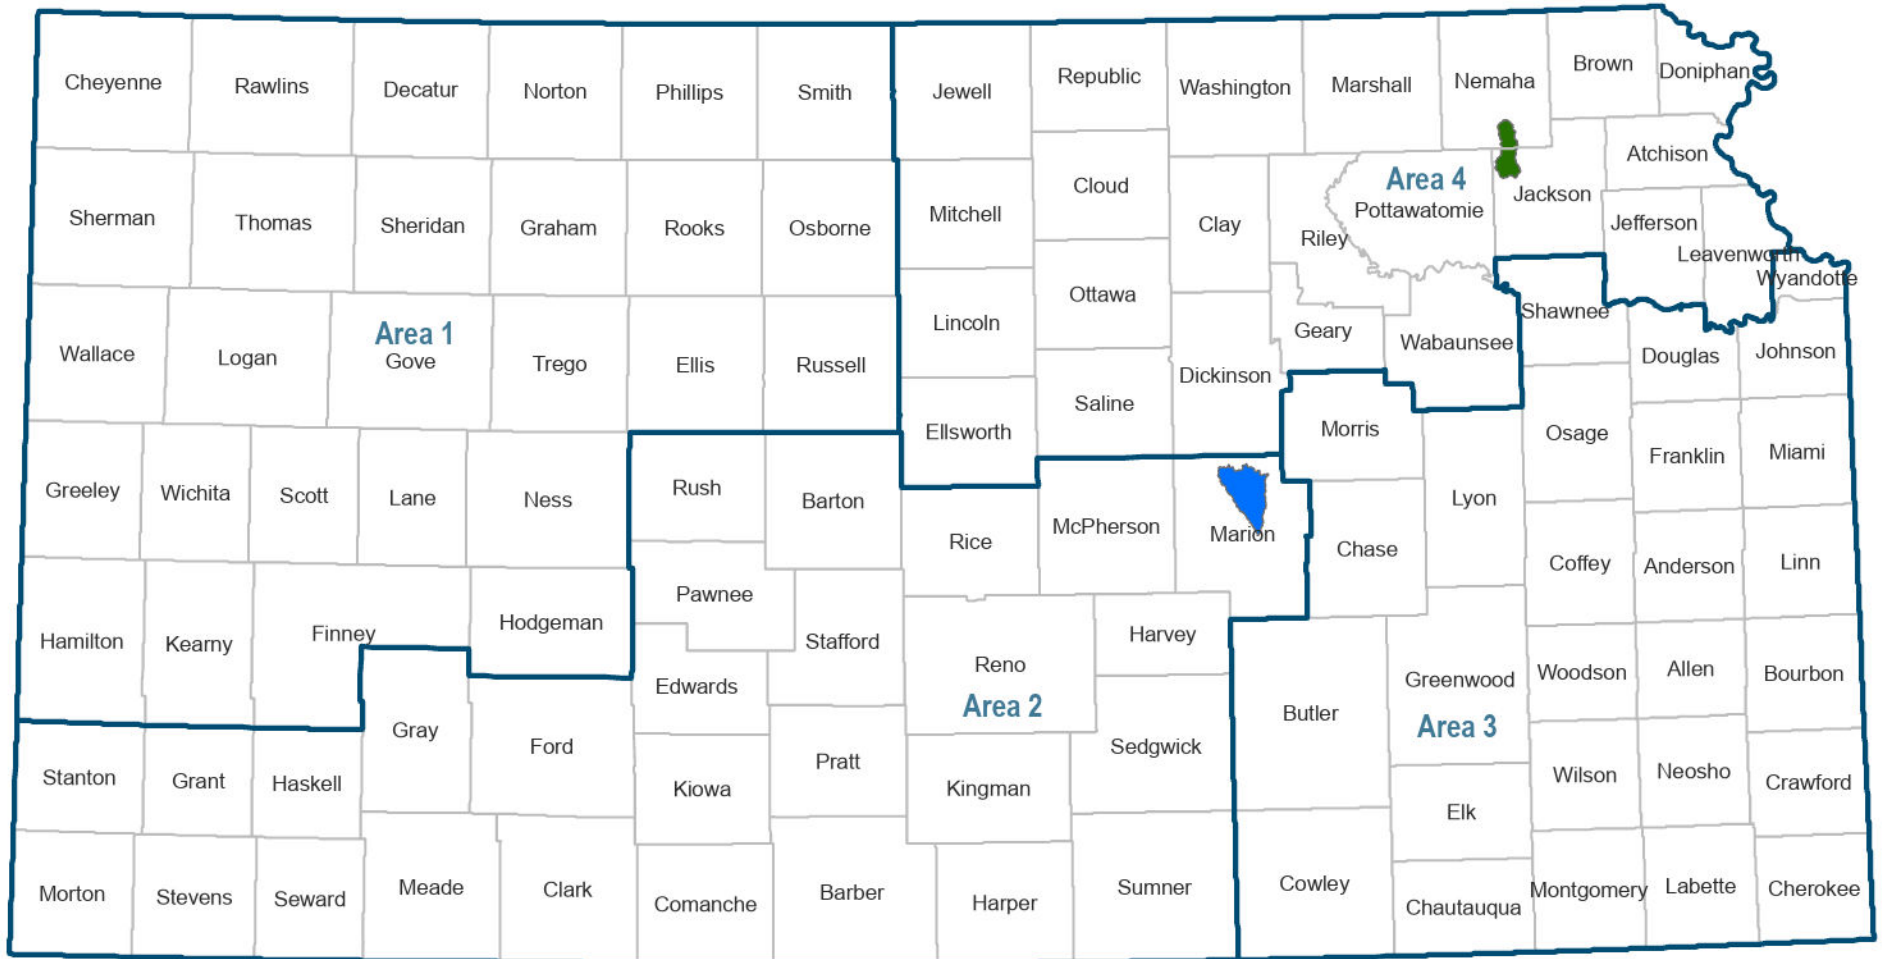 Cheyenne
Rawlins
Decatur
Norton
Phillips
Smith
Jewell
Republic
Washington
Marshall
Nemaha
Brown
Doniphan
Sherman
Thomas
Sheridan
Graham
Rooks
Osborne
Mitchell
Cloud
Clay
Riley
Area 4
Pottawatomie
Jackson
Atchison
Jefferson
Leavenworth
Wyandotte
Wallace
Logan
Area 1
Gove
Trego
Ellis
Russell
Lincoln
Ottawa
Saline
Dickinson
Geary
Wabaunsee
Shawnee
Douglas
Johnson
Ellsworth
Morris
Osage
Franklin
Miami
Greeley
Wichita
Scott
Lane
Ness
Rush
Barton
Rice
McPherson
Marion
Chase
Lyon
Coffey
Anderson
Linn
Hamilton
Kearny
Finney
Hodgeman
Pawnee
Stafford
Edwards
Reno
Area 2
Harvey
Sedgwick
Butler
Greenwood
Area 3
Woodson
Allen
Bourbon
Stanton
Grant
Haskell
Gray
Ford
Kiowa
Pratt
Kingman
Elk
Wilson
Neosho
Crawford
Morton
Stevens
Seward
Meade
Clark
Comanche
Barber
Harper
Sumner
Cowley
Chautauqua
Montgomery
Labette
Cherokee